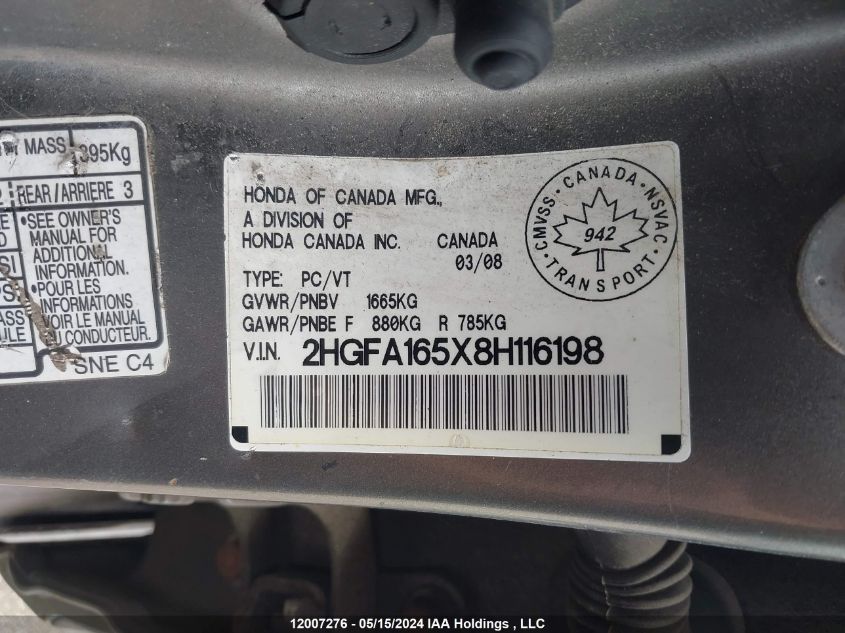 MASS 395Kg
REAR/ARRIERE 3
•SEE OWNER'S
MANUAL FOR
ADDITIONAL
INFORMATION.
•POUR LES
INFORMATIONS
VOIR LE MANUAL
DU CONDUCTEUR.
SNE C4
HONDA OF CANADA MFG.,
A DIVISION OF
HONDA CANADA INC. CANADA
03/08
TYPE: PC/VT
GVWR/PNBV 1665KG
GAWR/PNBE F 880KG R 785KG
V.I.N. 2HGFA165X8H116198
CMVSS · CANADA · NSVAC
942
TRANSPORT
12007276 - 05/15/2024 IAA Holdings , LLC